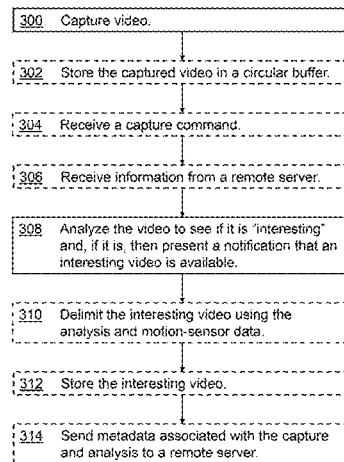 300 Capture video.
302 Store the captured video in a circular buffer.
304 Receive a capture command.
306 Receive information from a remote server.
308 Analyze the video to see if it is "interesting"
and, if it is, then present a notification that an
interesting video is available.
310 Delimit the interesting video using the
analysis and motion-sensor data.
312 Store the interesting video.
314 Send metadata associated with the capture
and analysis to a remote server.